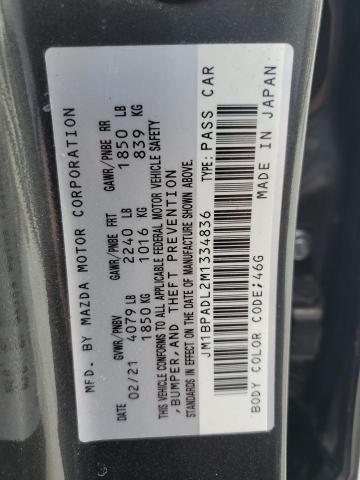 MFD. BY MAZDA MOTOR CORPORATION
DATE GVWR/PNBV GAWR/PNBE FRT GAWR/PNBE RR
02/21 4079 LB 2240 LB 1850 LB
1850 KG 1016 KG 839 KG
THIS VEHICLE CONFORMS TO ALL APPLICABLE FEDERAL MOTOR VEHICLE SAFETY
,BUMPER,AND THEFT PREVENTION
STANDARDS IN EFFECT ON THE DATE OF MANUFACTURE SHOWN ABOVE.
JM1BPADL2M1334836 TYPE: PASS CAR
BODY COLOR CODE;46G MADE IN JAPAN